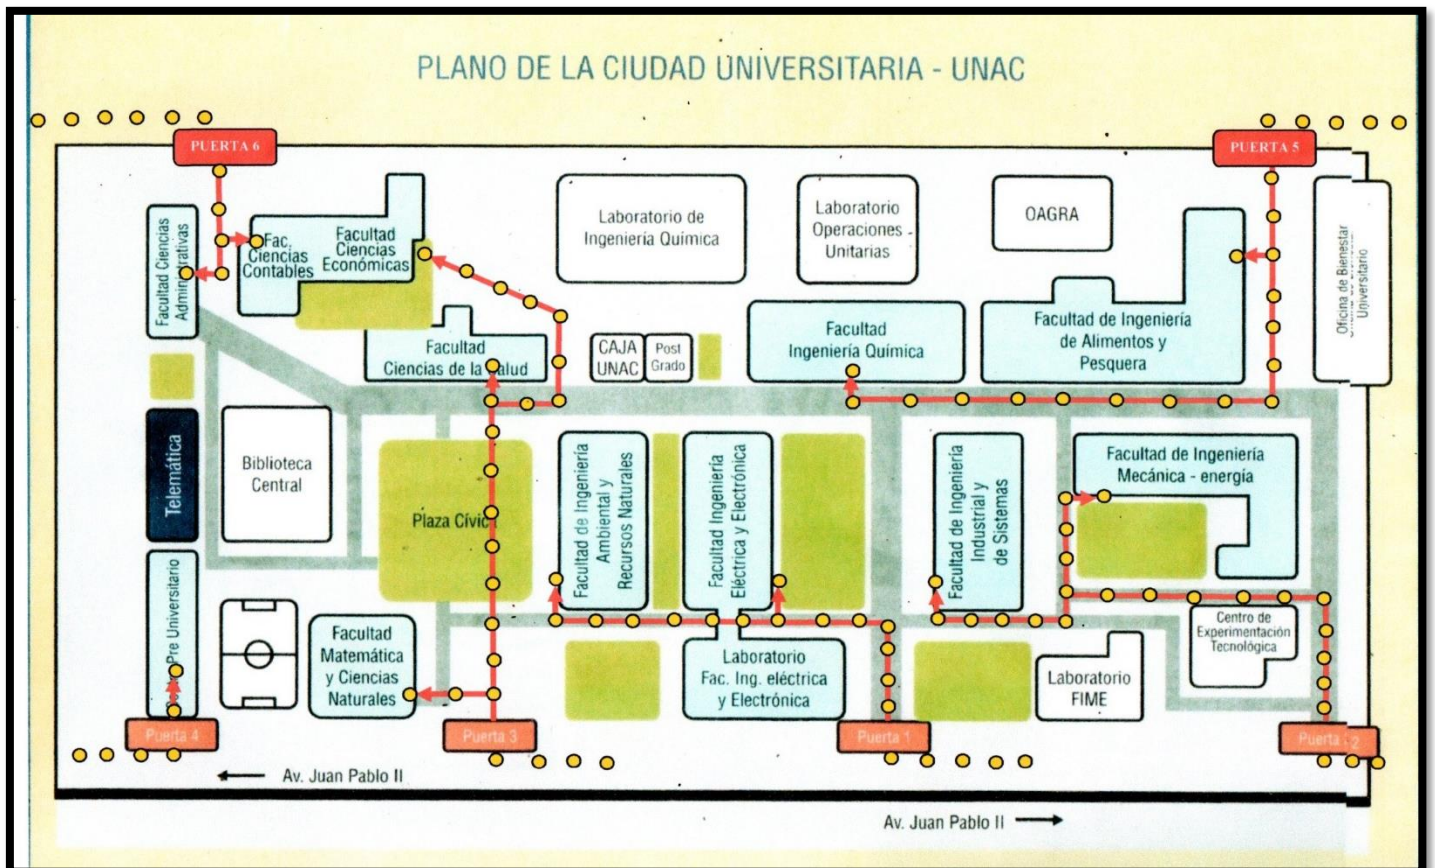 PLANO DE LA CIUDAD UNIVERSITARIA - UNAC
PUERTA 6
PUERTA 5
Facultad Ciencias
Administrativas
Fac.
Ciencias
Contables
Facultad
Ciencias
Económicas
Laboratorio de
Ingeniería Química
Laboratorio
Operaciones
Unitarias
OAGRA
Oficina de Bienestar
Universitario
Facultad
Ciencias de la Salud
CAJA
UNAC
Post
Grado
Facultad
Ingeniería Química
Facultad de Ingeniería
de Alimentos y
Pesquera
Telemática
Biblioteca
Central
Plaza Cívica
Facultad de Ingeniería
Ambiental y
Recursos Naturales
Facultad Ingeniería
Eléctrica y Electrónica
Facultad de Ingeniería
Industrial y
de Sistemas
Facultad de Ingeniería
Mecánica - energía
Pre Universitario
Facultad
Matemática
y Ciencias
Naturales
Laboratorio
Fac. Ing. eléctrica
y Electrónica
Laboratorio
FIME
Centro de
Experimentación
Tecnológica
Puerta 4
Puerta 3
Puerta 1
Puerta 2
Av. Juan Pablo II
Av. Juan Pablo II